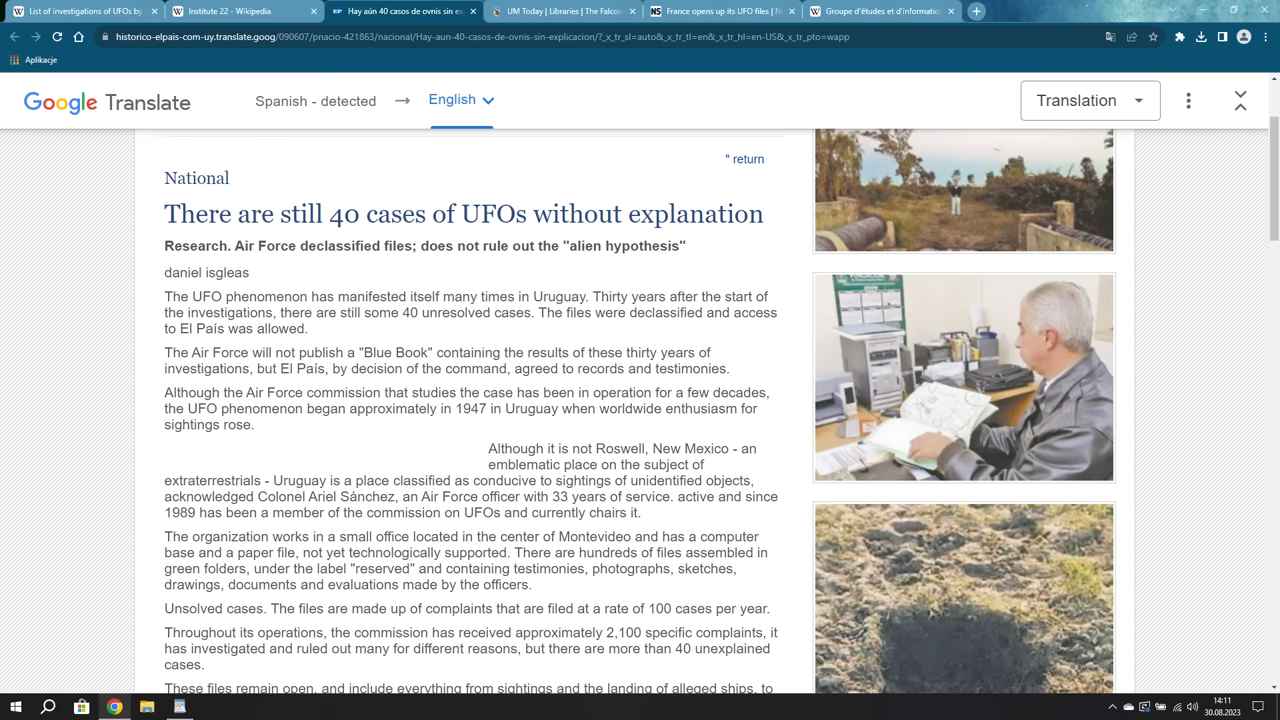 List of investigations of UFOs by
Institute 22 - Wikipedia
Hay aún 40 casos de ovnis sin ex
UM Today | Libraries | The Falcon
France opens up its UFO files | N
Groupe d'études et d'information
historico-elpais-com-uy.translate.goog/090607/pnacio-421863/nacional/Hay-aun-40-casos-de-ovnis-sin-explicacion/?_x_tr_sl=auto&_x_tr_tl=en&_x_tr_hl=en-US&_x_tr_pto=wapp
Aplikacje
Google Translate
Spanish - detected
English
Translation
" return
National
There are still 40 cases of UFOs without explanation
Research. Air Force declassified files; does not rule out the "alien hypothesis"
daniel isgleas
The UFO phenomenon has manifested itself many times in Uruguay. Thirty years after the start of
the investigations, there are still some 40 unresolved cases. The files were declassified and access
to El País was allowed.
The Air Force will not publish a "Blue Book" containing the results of these thirty years of
investigations, but El País, by decision of the command, agreed to records and testimonies.
Although the Air Force commission that studies the case has been in operation for a few decades,
the UFO phenomenon began approximately in 1947 in Uruguay when worldwide enthusiasm for
sightings rose.
Although it is not Roswell, New Mexico - an
emblematic place on the subject of
extraterrestrials - Uruguay is a place classified as conducive to sightings of unidentified objects,
acknowledged Colonel Ariel Sánchez, an Air Force officer with 33 years of service. active and since
1989 has been a member of the commission on UFOs and currently chairs it.
The organization works in a small office located in the center of Montevideo and has a computer
base and a paper file, not yet technologically supported. There are hundreds of files assembled in
green folders, under the label "reserved" and containing testimonies, photographs, sketches,
drawings, documents and evaluations made by the officers.
Unsolved cases. The files are made up of complaints that are filed at a rate of 100 cases per year.
Throughout its operations, the commission has received approximately 2,100 specific complaints, it
has investigated and ruled out many for different reasons, but there are more than 40 unexplained
cases.
These files remain open, and include everything from sightings and the landing of alleged ships, to
14:11
30.08.2023